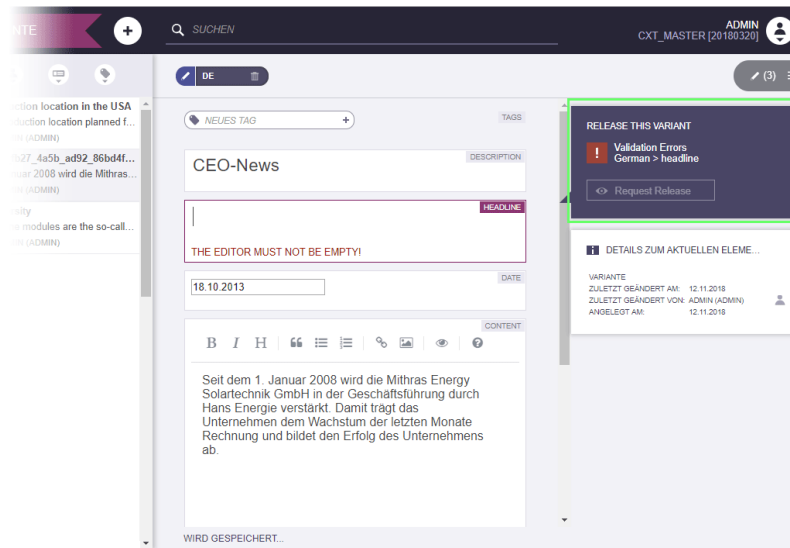 NTE
SUCHEN
ADMIN
CXT_MASTER [20180320]
DE
(3)
ction location in the USA
duction location planned f...
(ADMIN)
b27_4a5b_ad92_86bd4f...
nuar 2008 wird die Mithras...
(ADMIN)
e modules are the so-call...
(ADMIN)
NEUES TAG
TAGS
CEO-News
DESCRIPTION
HEADLINE
THE EDITOR MUST NOT BE EMPTY!
18.10.2013
DATE
CONTENT
B I H
Seit dem 1. Januar 2008 wird die Mithras Energy
Solartechnik GmbH in der Geschäftsführung durch
Hans Energie verstärkt. Damit trägt das
Unternehmen dem Wachstum der letzten Monate
Rechnung und bildet den Erfolg des Unternehmens
ab.
WIRD GESPEICHERT...
RELEASE THIS VARIANT
Validation Errors
German > headline
Request Release
DETAILS ZUM AKTUELLEN ELEME...
VARIANTE
ZULETZT GEÄNDERT AM: 12.11.2018
ZULETZT GEÄNDERT VON: ADMIN (ADMIN)
ANGELEGT AM: 12.11.2018